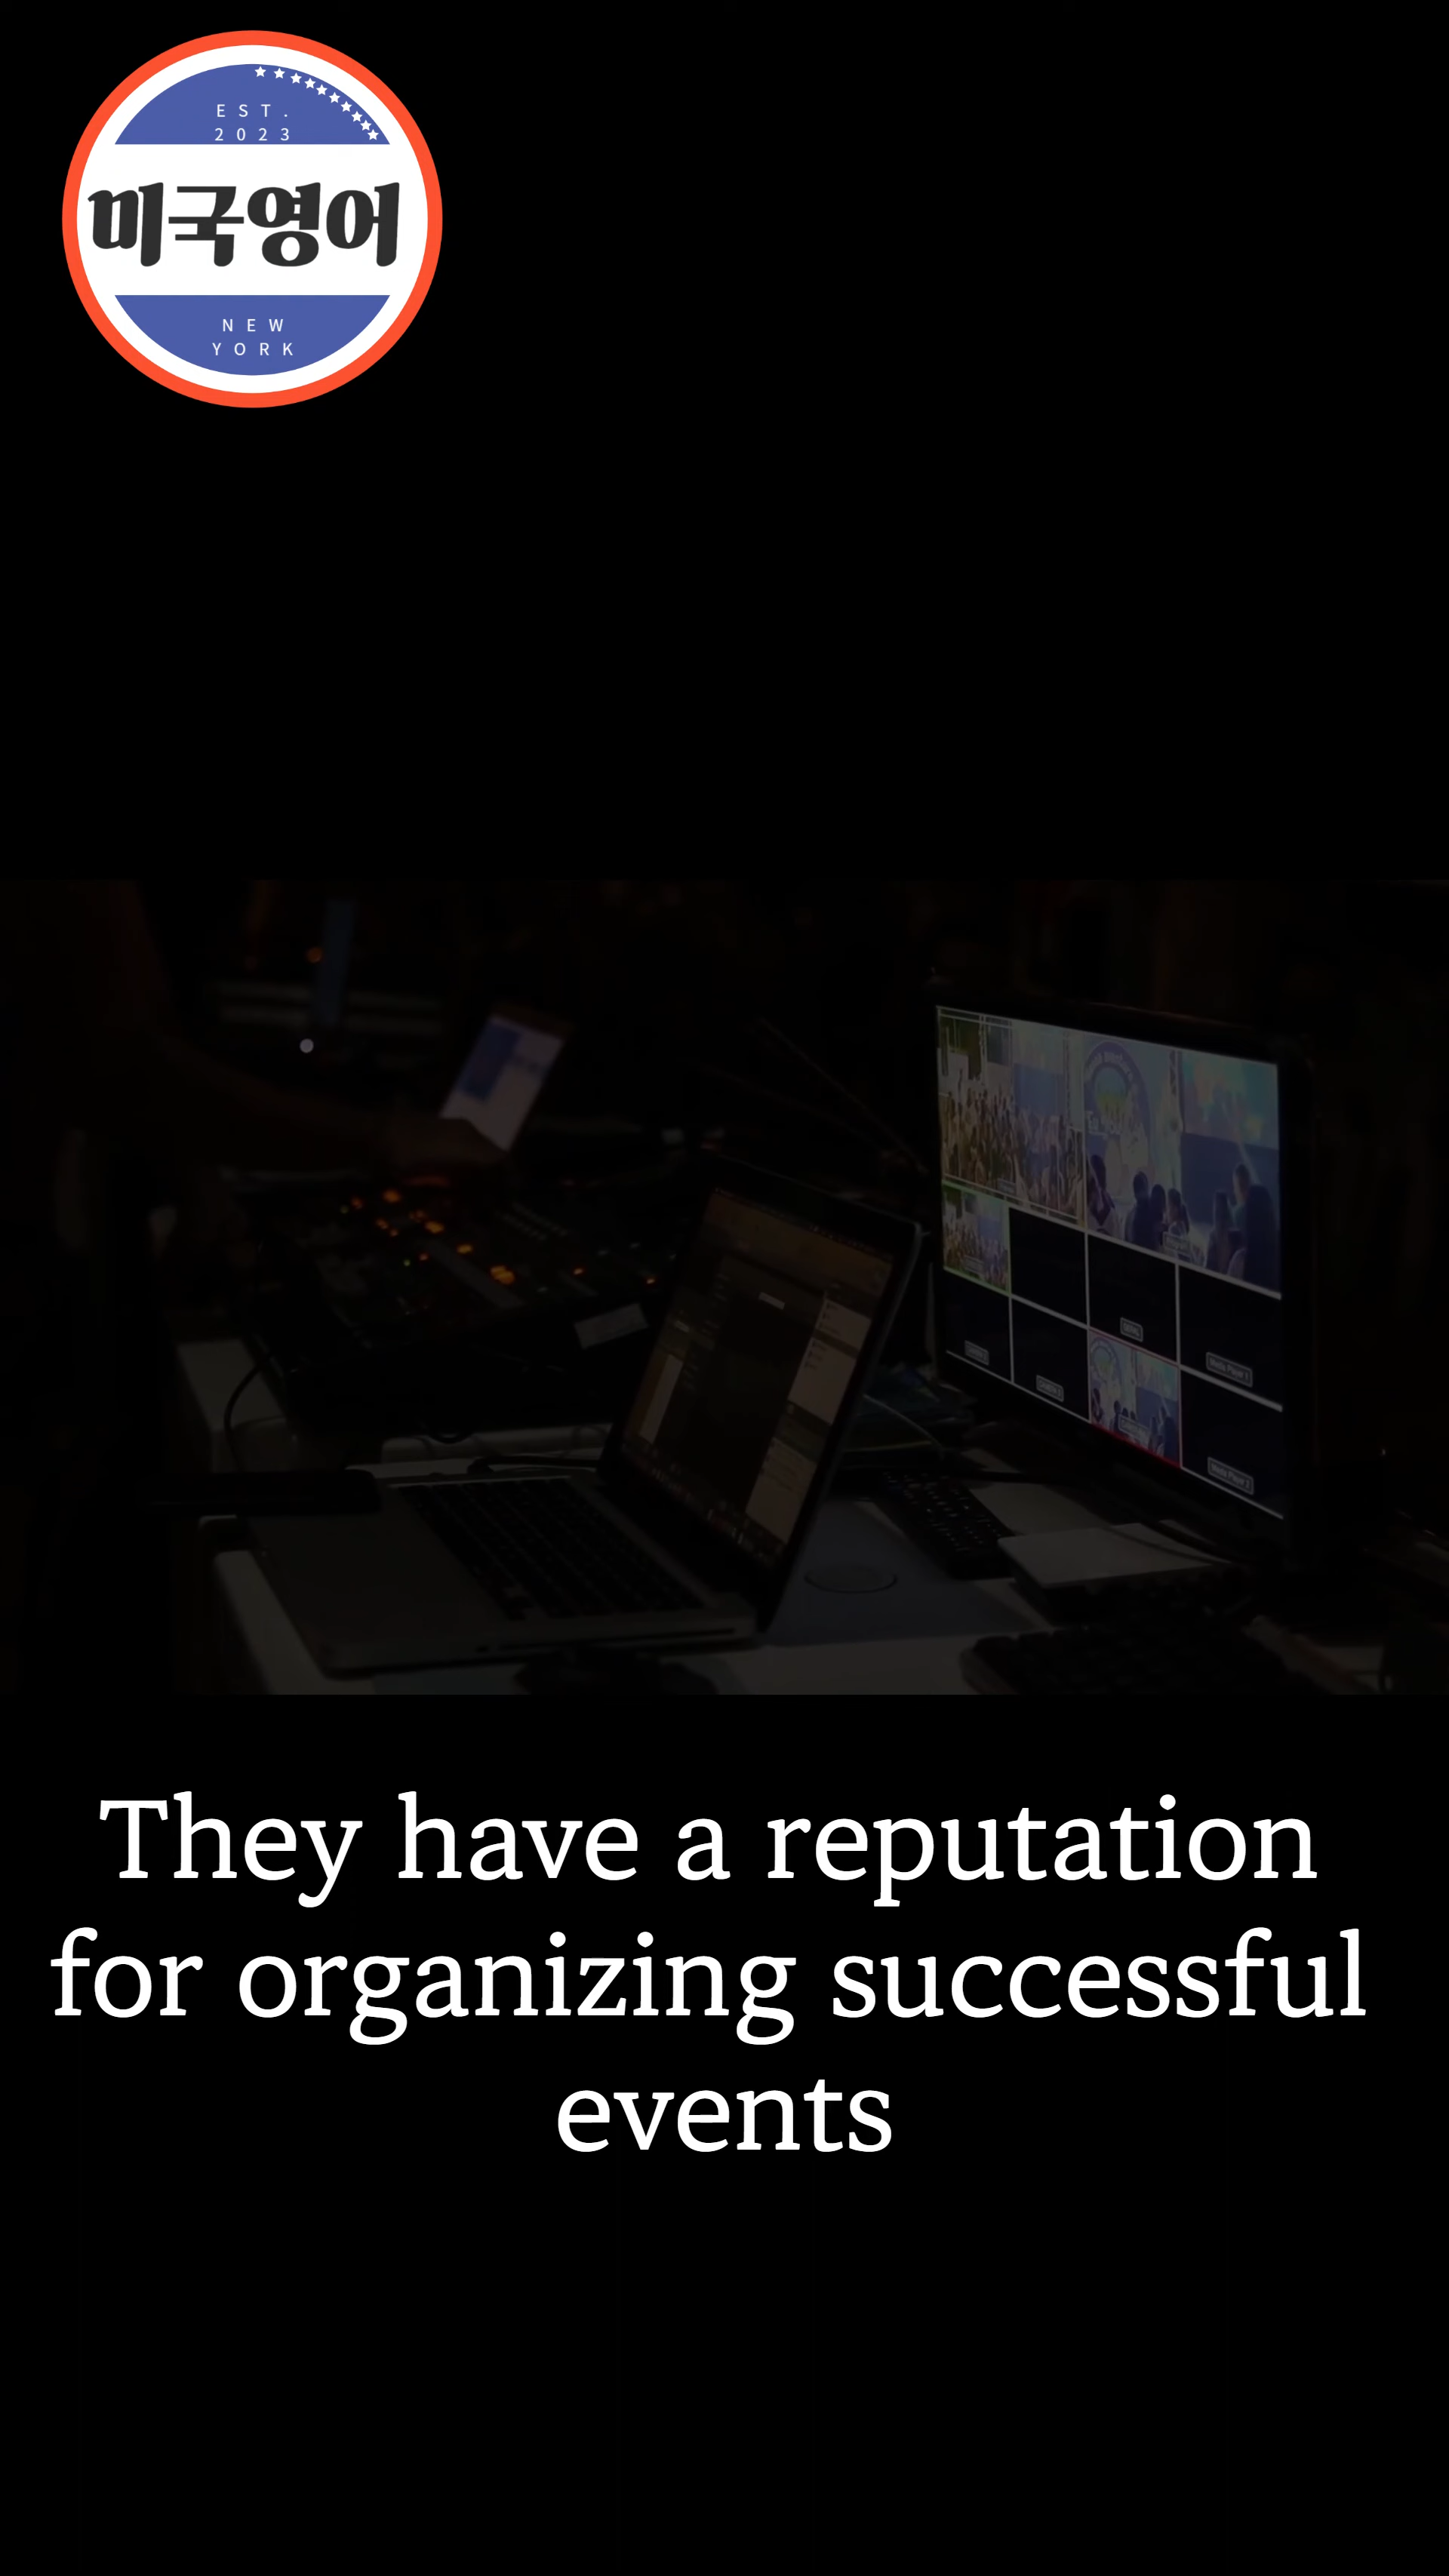 EST.
2023
미국영어
NEW
YORK
They have a reputation
for organizing successful
events